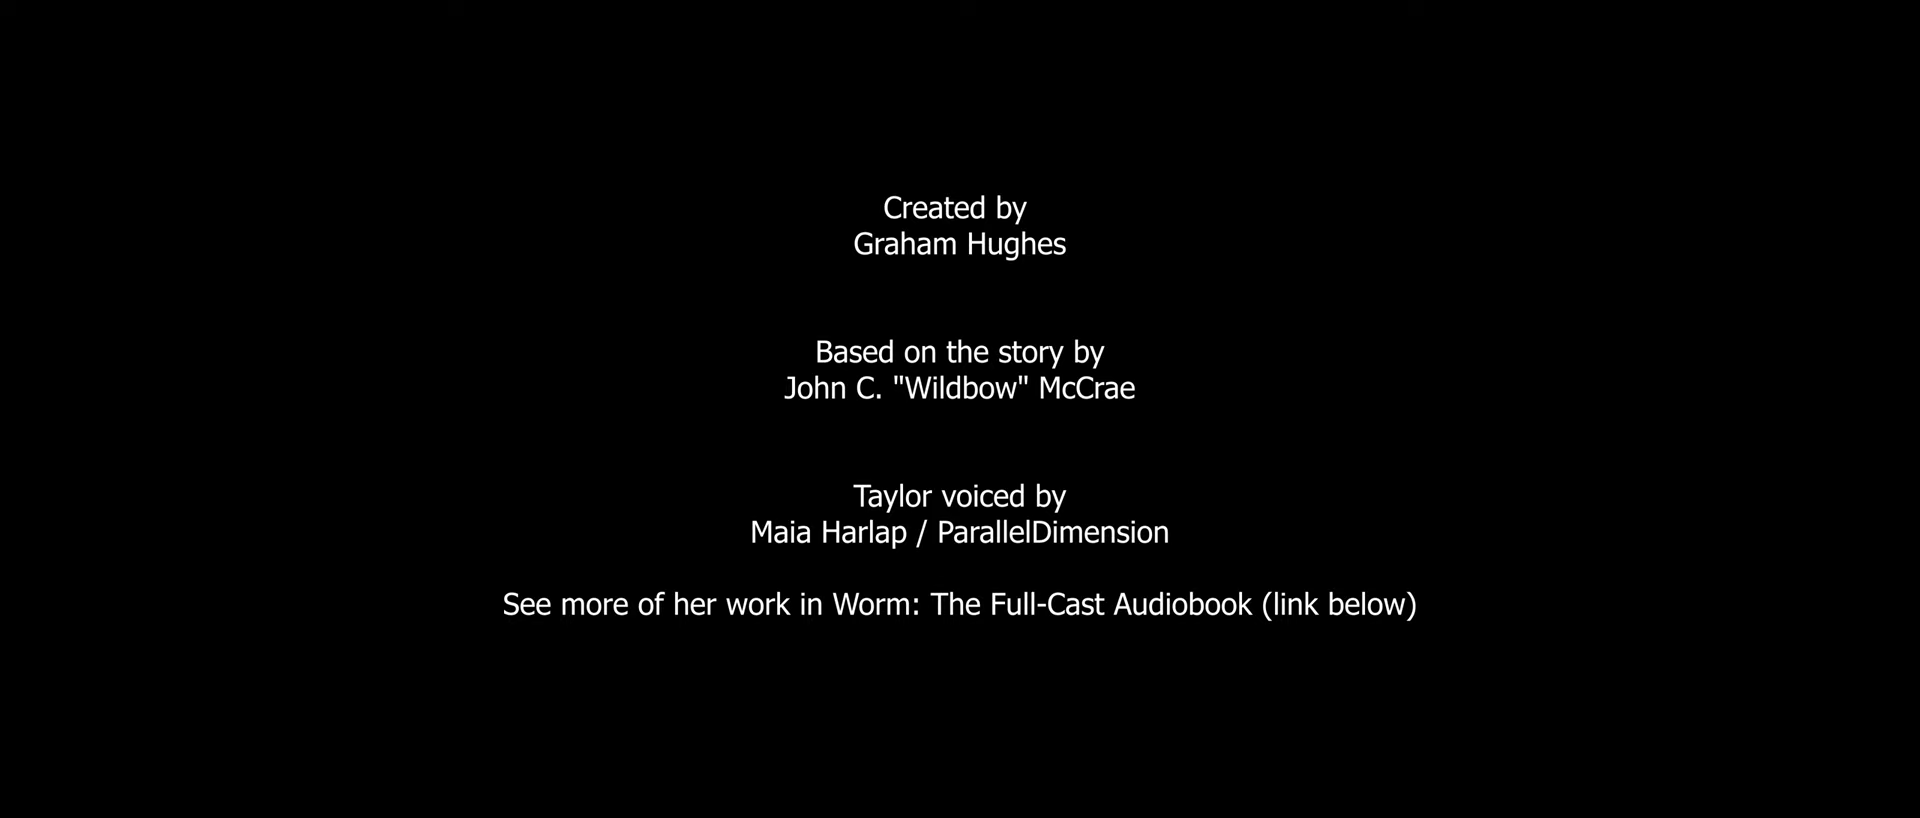 Created by
Graham Hughes
Based on the story by
John C. "Wildbow" McCrae
Taylor voiced by
Maia Harlap / ParallelDimension
See more of her work in Worm: The Full-Cast Audiobook (link below)